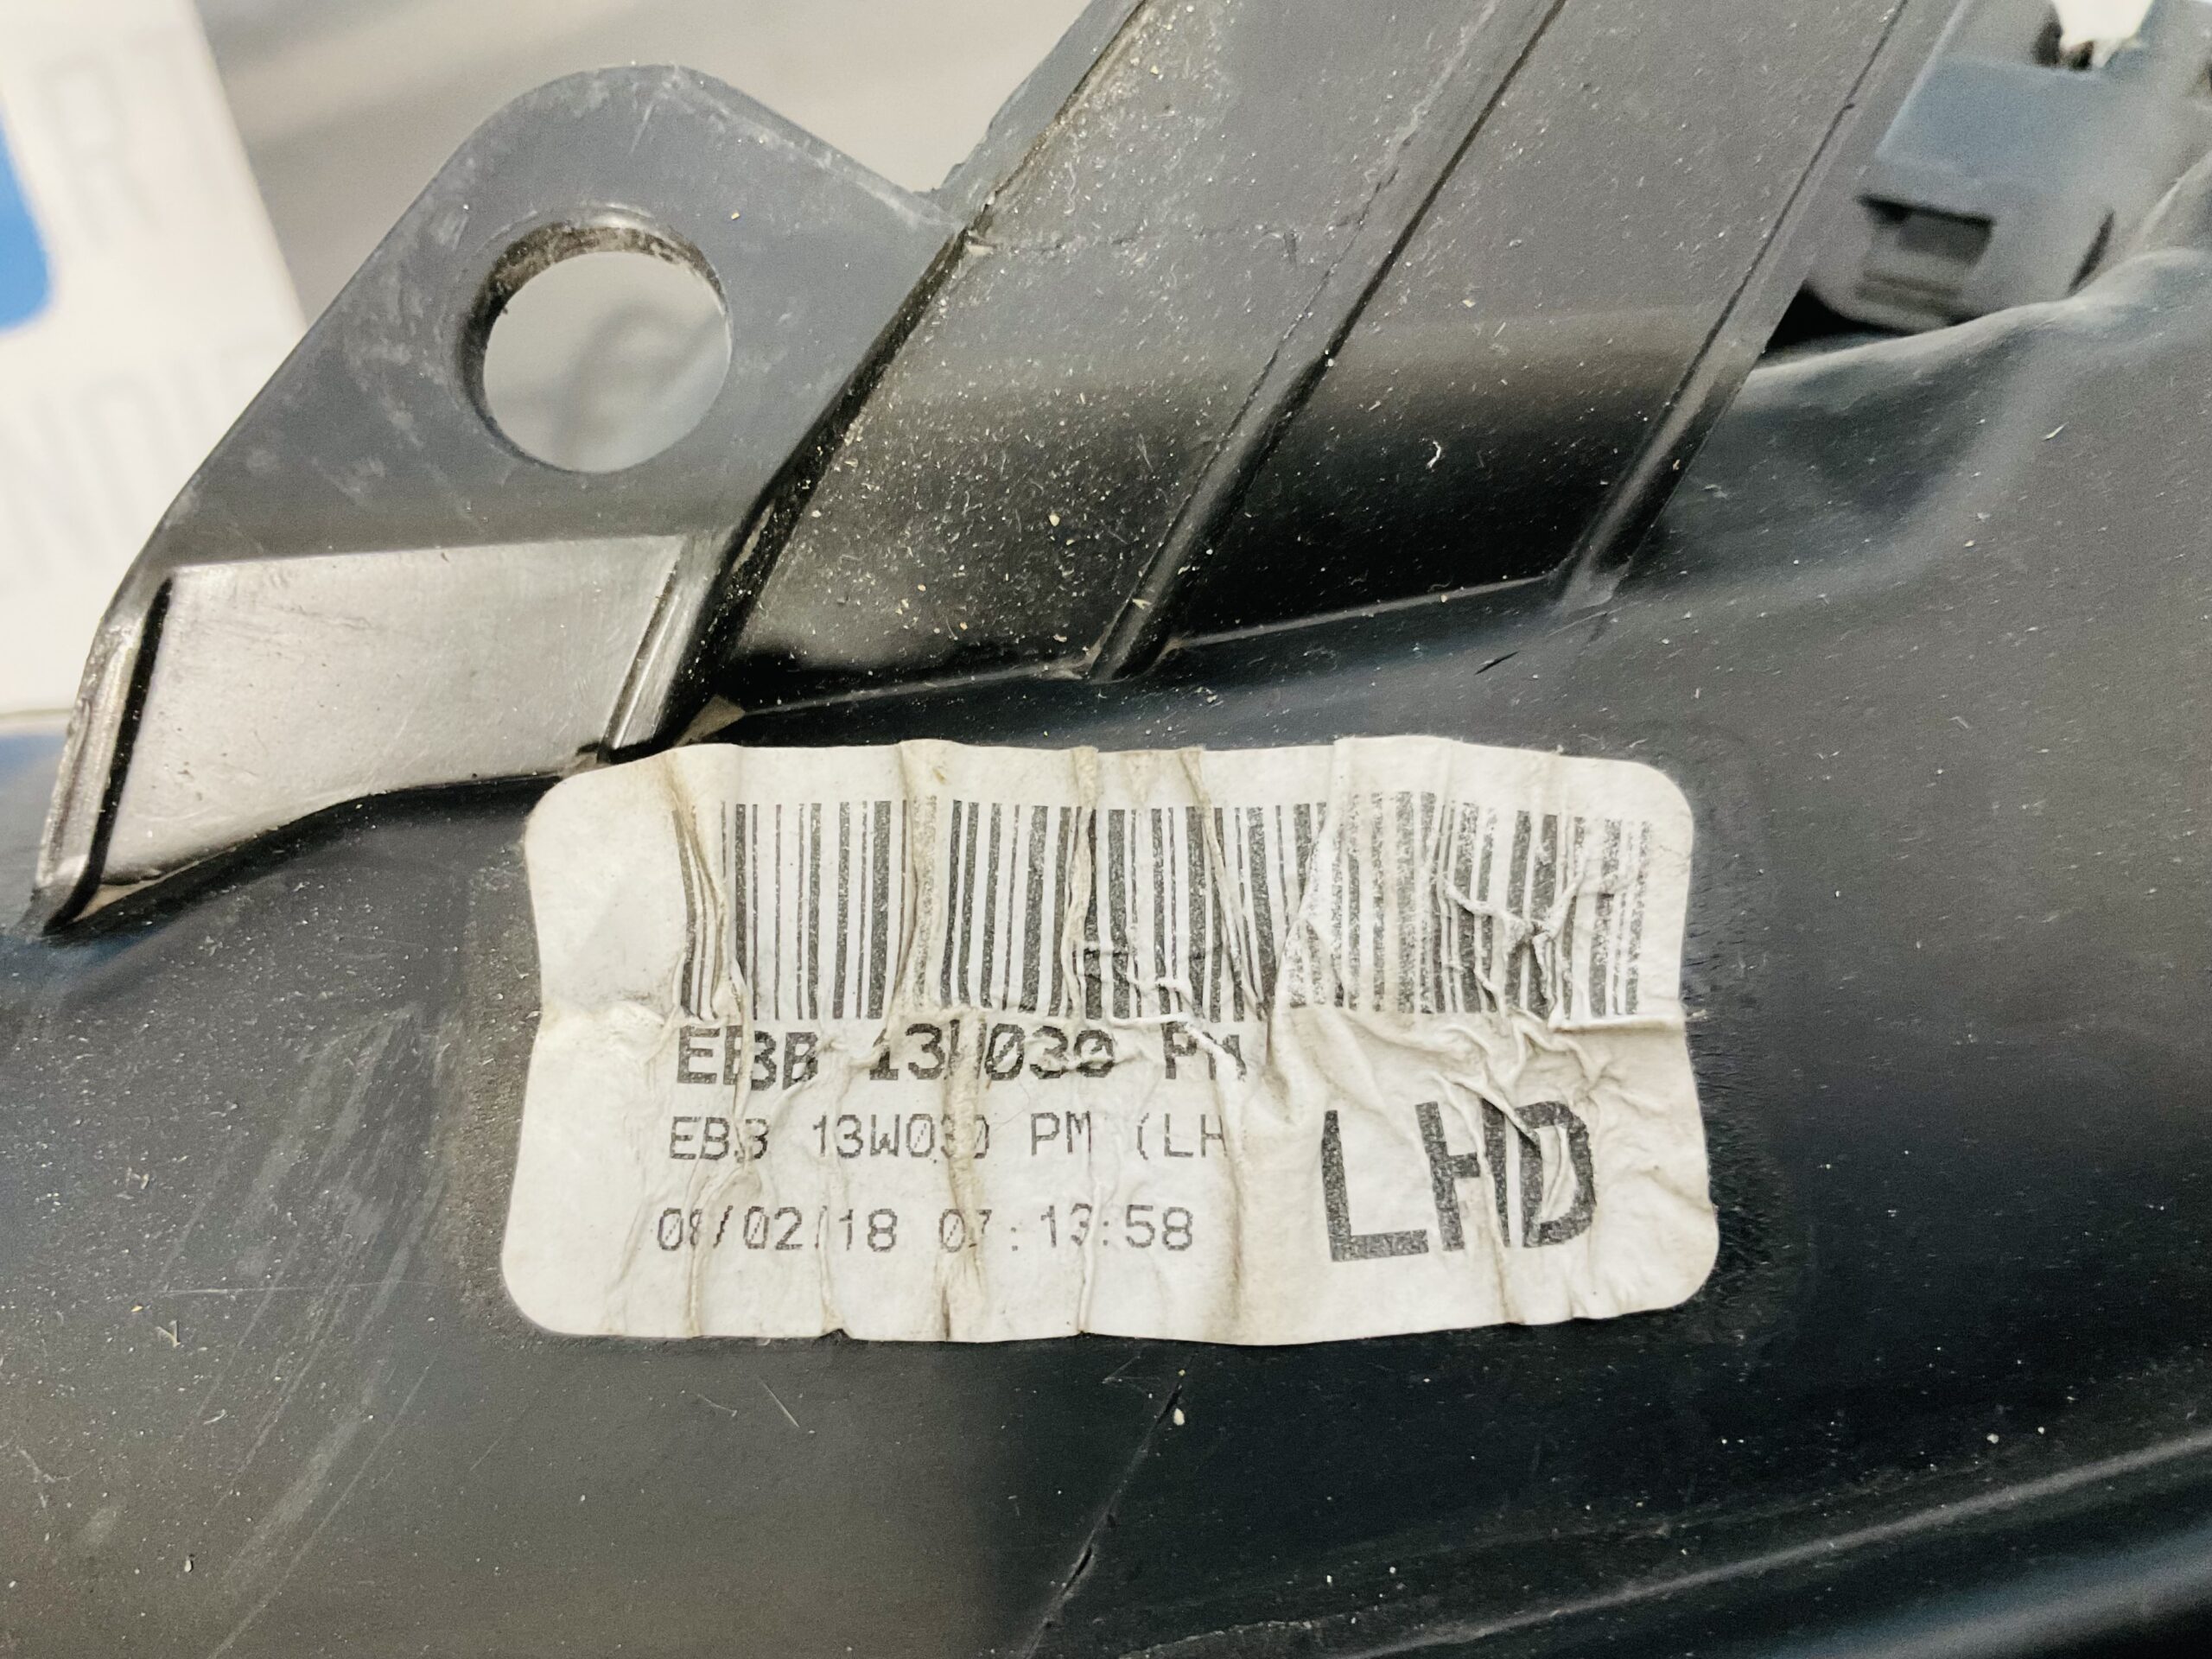 EBB 13W030 PM
EBB 13W030 PM (LH
LHD
08/02/18 07:13:58